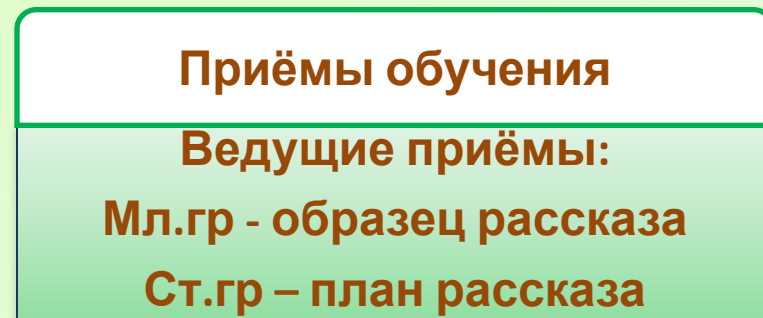 Приёмы обучения
Ведущие приёмы:
Мл.гр - образец рассказа
Ст.гр – план рассказа